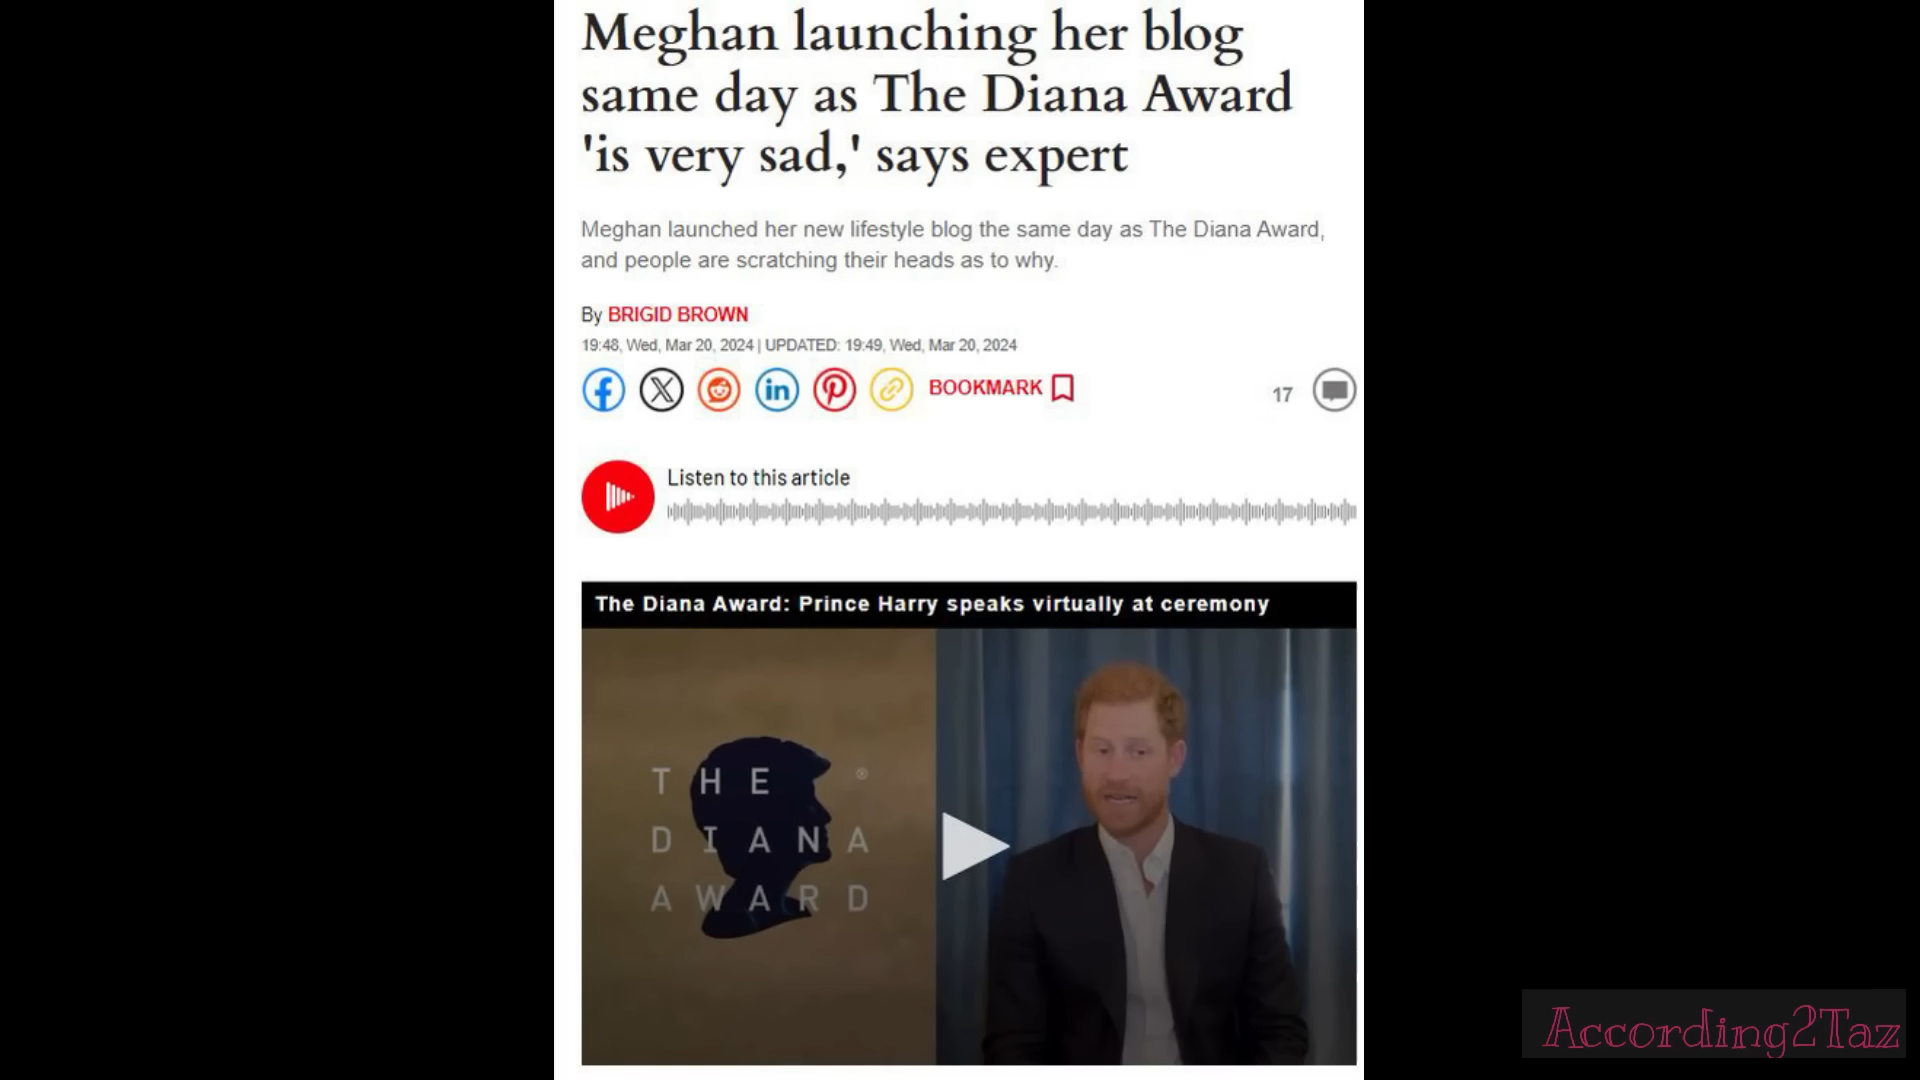 Meghan launching her blog
same day as The Diana Award
'is very sad,' says expert
Meghan launched her new lifestyle blog the same day as The Diana Award,
and people are scratching their heads as to why.
By BRIGID BROWN
19:48, Wed, Mar 20, 2024 | UPDATED: 19:49, Wed, Mar 20, 2024
BOOKMARK
17
Listen to this article
The Diana Award: Prince Harry speaks virtually at ceremony
THE ®
DIANA
AWARD
According2Taz